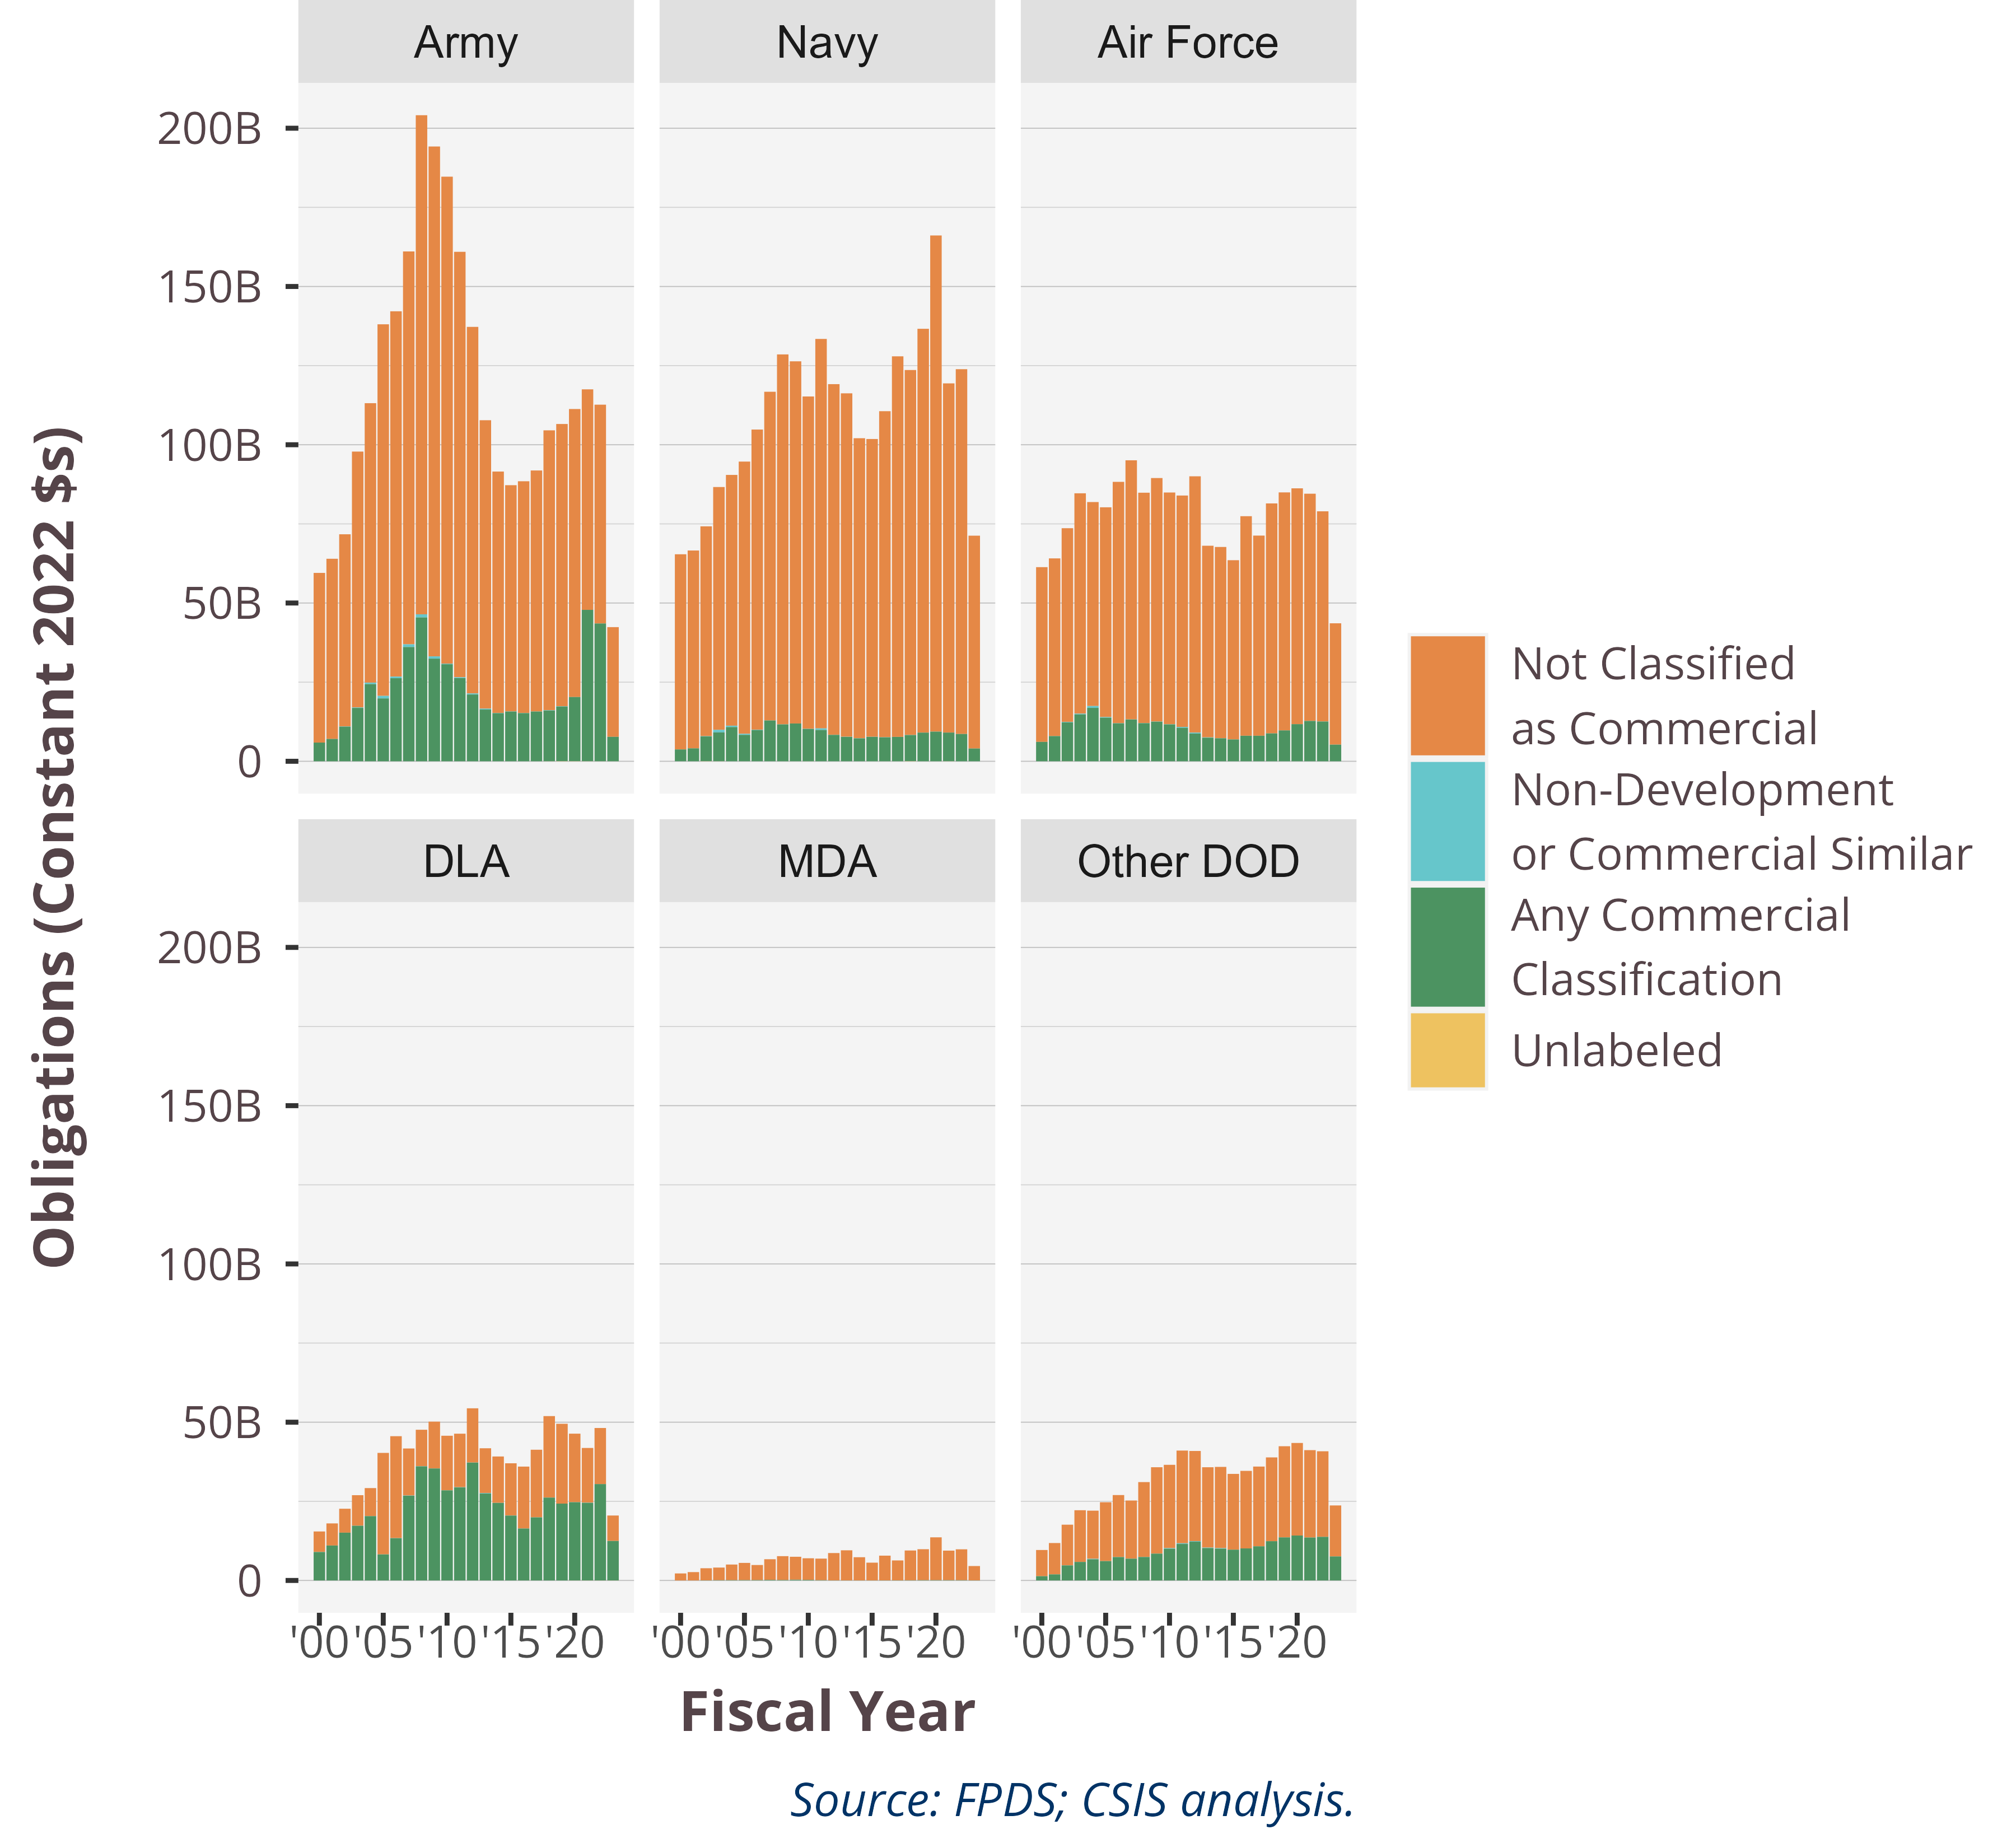 Army Navy Air Force
200B
150B
100B
50B
0
DLA MDA Other DOD
200B
150B
100B
50B
0
'00 '05 '10 '15 '20 '00 '05 '10 '15 '20 '00 '05 '10 '15 '20
Fiscal Year
Obligations (Constant 2022 $s)
Not Classified
as Commercial
Non-Development
or Commercial Similar
Any Commercial
Classification
Unlabeled
Source: FPDS; CSIS analysis.